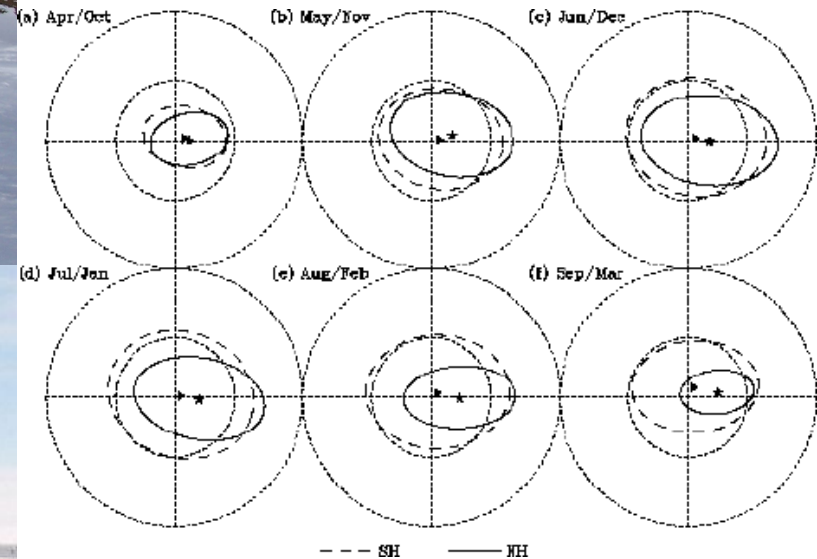 (a) Apr/Oct
(b) May/Nov
(c) Jun/Dec
(d) Jul/Jan
(e) Aug/Feb
(f) Sep/Mar
SH
NH